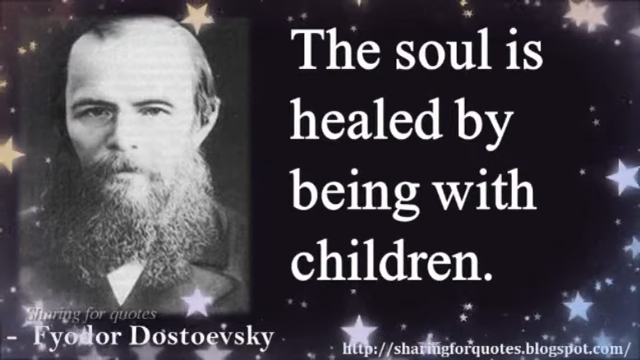 The soul is
healed by
being with
children.
Sharing for quotes
- Fyodor Dostoevsky
http://sharingforquotes.blogspot.com/